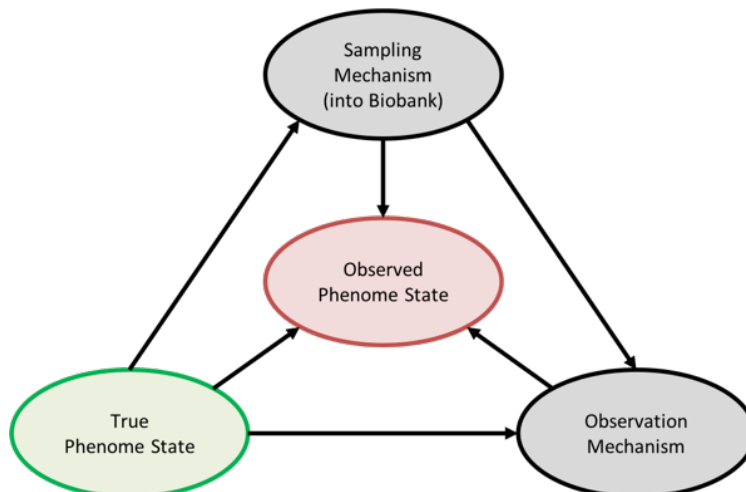 Sampling
Mechanism
(into Biobank)
Observed
Phenome State
True
Phenome State
Observation
Mechanism